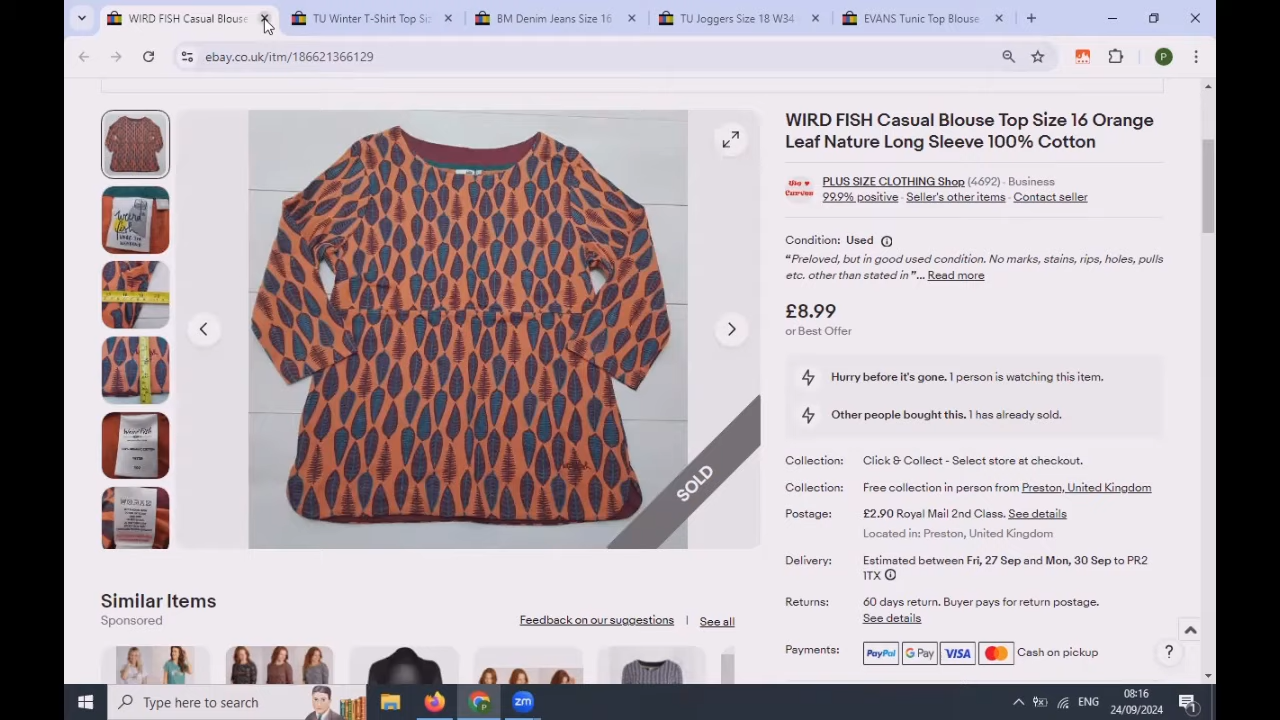 WIRD FISH Casual Blouse
TU Winter T-Shirt Top Siz
BM Denim Jeans Size 16
TU Joggers Size 18 W34
EVANS Tunic Top Blouse
ebay.co.uk/itm/186621366129
P
WIRD FISH Casual Blouse Top Size 16 Orange
Leaf Nature Long Sleeve 100% Cotton
PLUS SIZE CLOTHING Shop (4692) · Business
99.9% positive · Seller's other items · Contact seller
Condition: Used
"Preloved, but in good used condition. No marks, stains, rips, holes, pulls
etc. other than stated in "... Read more
£8.99
or Best Offer
Hurry before it's gone. 1 person is watching this item.
Other people bought this. 1 has already sold.
SOLD
Collection: Click & Collect - Select store at checkout.
Collection: Free collection in person from Preston, United Kingdom
Postage: £2.90 Royal Mail 2nd Class. See details
Located in: Preston, United Kingdom
Delivery: Estimated between Fri, 27 Sep and Mon, 30 Sep to PR2
1TX
Returns: 60 days return. Buyer pays for return postage.
See details
Payments: PayPal G Pay VISA Cash on pickup
Similar Items
Sponsored
Feedback on our suggestions | See all
?
Type here to search
zm
ENG
08:16
24/09/2024
1